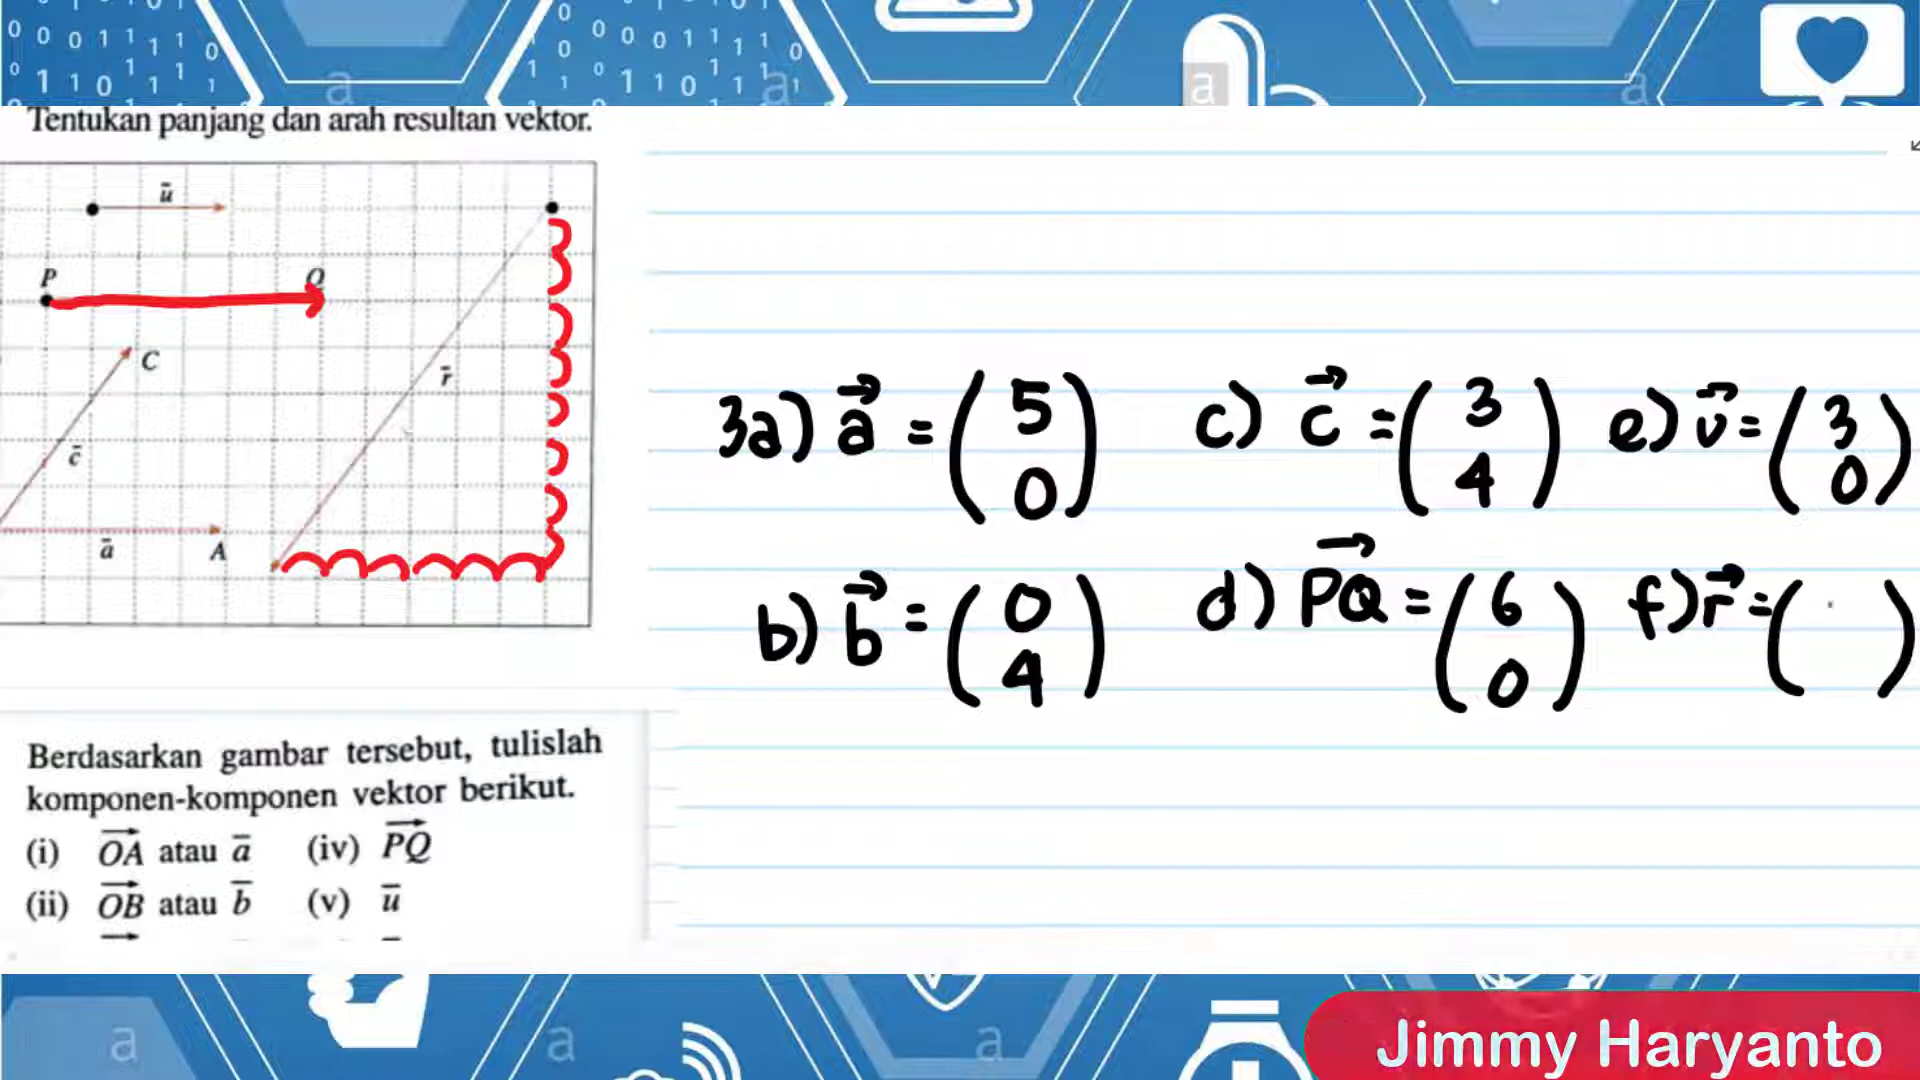 Tentukan panjang dan arah resultan vektor.
ū
P Q
C
r̄
c̄
ā A
3a) a⃗ = (5 0)
c) c⃗ = (3 4)
e) v⃗ = (3 0)
b) b⃗ = (0 4)
d) PQ⃗ = (6 0)
f) r⃗ = ( )
Berdasarkan gambar tersebut, tulislah
komponen-komponen vektor berikut.
(i) OA⃗ atau ā (iv) PQ⃗
(ii) OB⃗ atau b̄ (v) ū
Jimmy Haryanto